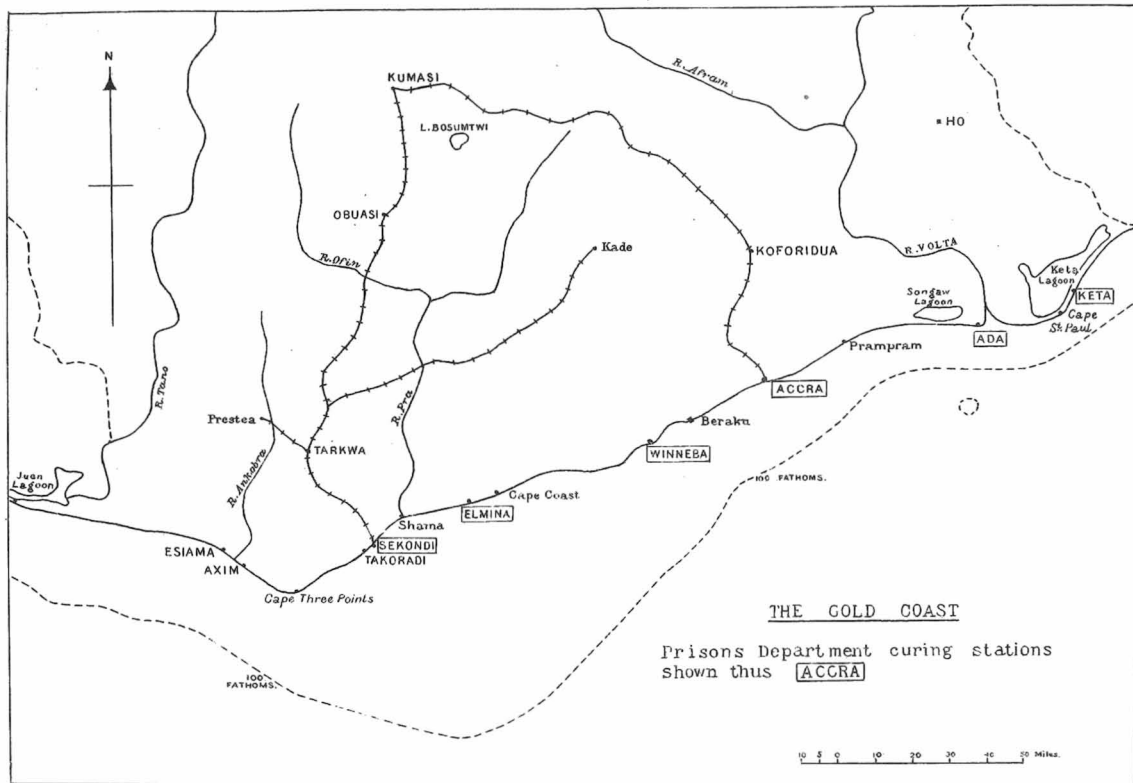 N
KUMASI
R. Afram.
L. BOSUMTWI
HO
OBUASI
R. Ofin
Kade
KOFORIDUA
R. VOLTA
Keta
Lagoon
KETA
Songaw
Lagoon
Cape
St. Paul
ADA
Prampram
R. Tano
ACCRA
R. Pra
Prestea
Beraku
TARKWA
WINNEBA
Juen
Lagoon
R. Ankobra
100 FATHOMS.
Cape Coast
ELMINA
Shama
SEKONDI
ESIAMA
TAKORADI
AXIM
Cape Three Points
THE GOLD COAST
Prisons Department curing stations
shown thus ACCRA
100
FATHOMS.
10 5 0 10 20 30 40 50 Miles.